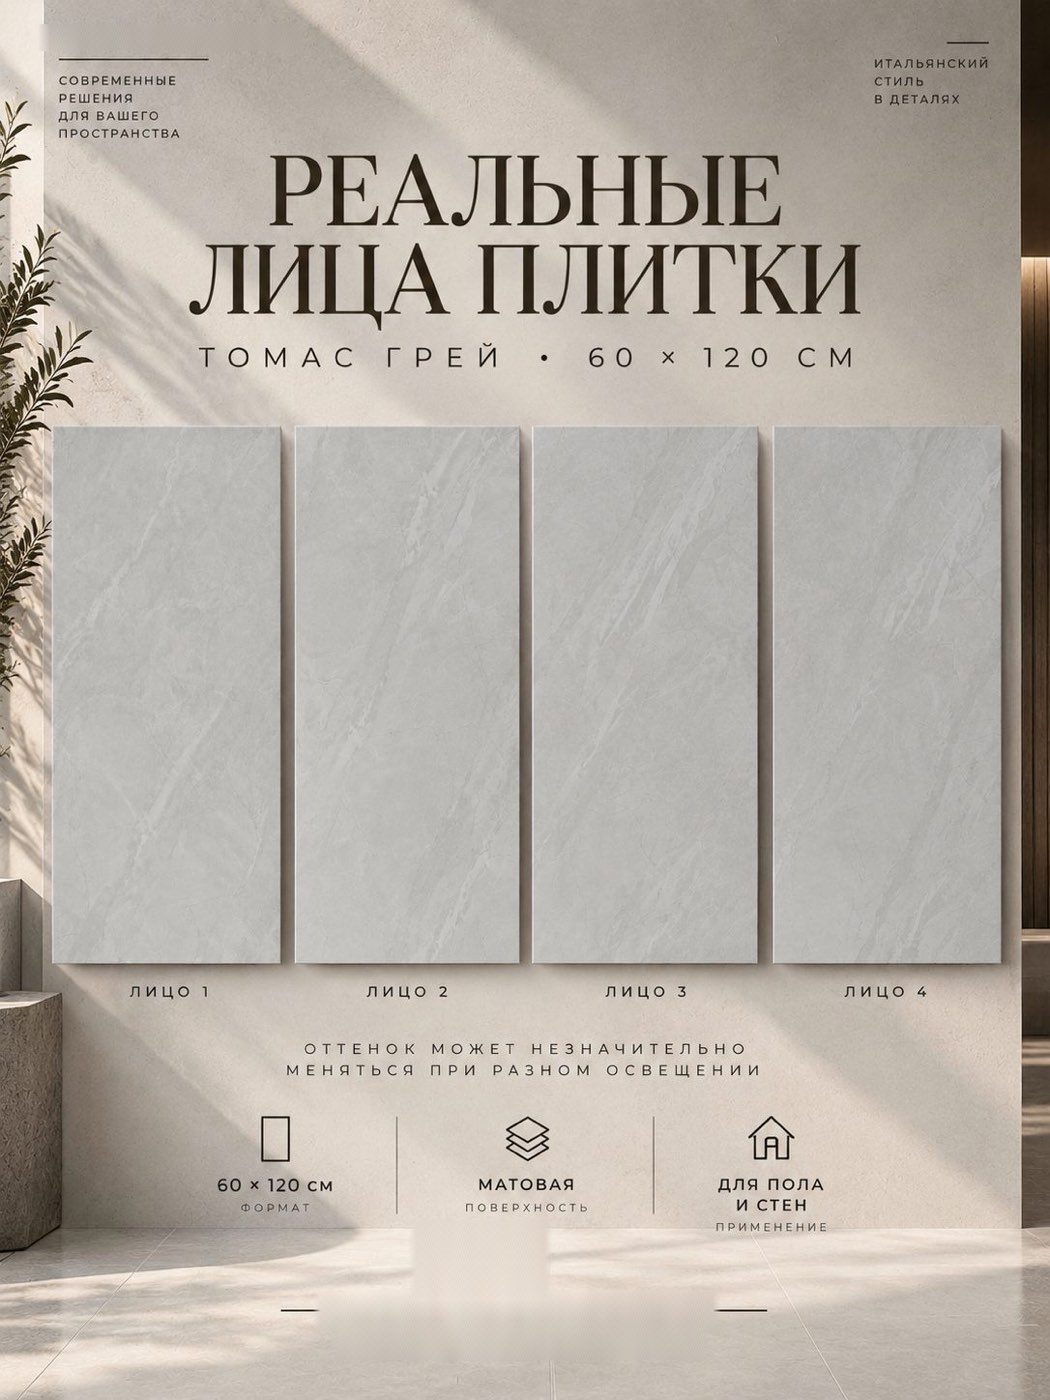 СОВРЕМЕННЫЕ
РЕШЕНИЯ
ДЛЯ ВАШЕГО
ПРОСТРАНСТВА
ИТАЛЬЯНСКИЙ
СТИЛЬ
В ДЕТАЛЯХ
РЕАЛЬНЫЕ
ЛИЦА ПЛИТКИ
ТОМАС ГРЕЙ • 60 × 120 СМ
ЛИЦО 1
ЛИЦО 2
ЛИЦО 3
ЛИЦО 4
ОТТЕНОК МОЖЕТ НЕЗНАЧИТЕЛЬНО
МЕНЯТЬСЯ ПРИ РАЗНОМ ОСВЕЩЕНИИ
60 × 120 см
ФОРМАТ
МАТОВАЯ
ПОВЕРХНОСТЬ
ДЛЯ ПОЛА
И СТЕН
ПРИМЕНЕНИЕ